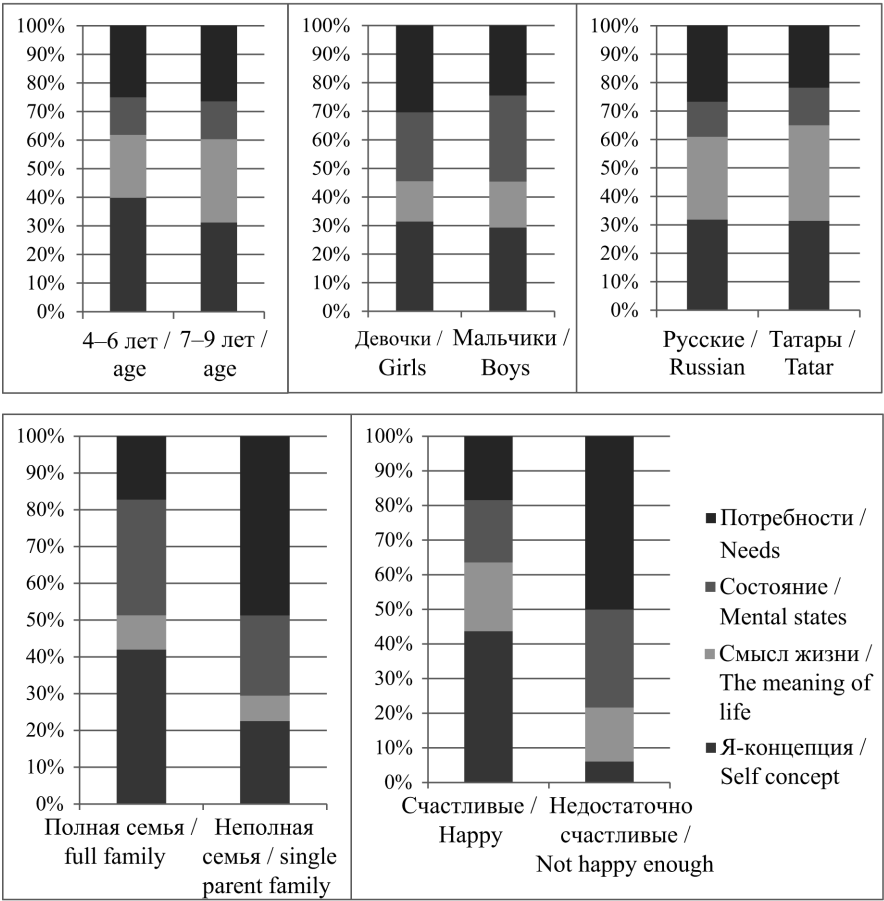 100%
90%
80%
70%
60%
50%
40%
30%
20%
10%
0%
4–6 лет /
age
7–9 лет /
age
100%
90%
80%
70%
60%
50%
40%
30%
20%
10%
0%
Девочки /
Girls
Мальчики /
Boys
100%
90%
80%
70%
60%
50%
40%
30%
20%
10%
0%
Русские /
Russian
Татары /
Tatar
100%
90%
80%
70%
60%
50%
40%
30%
20%
10%
0%
Полная семья /
full family
Неполная
семья / single
parent family
100%
90%
80%
70%
60%
50%
40%
30%
20%
10%
0%
Счастливые /
Happy
Недостаточно
счастливые /
Not happy enough
Потребности /
Needs
Состояние /
Mental states
Смысл жизни /
The meaning of
life
Я-концепция /
Self concept